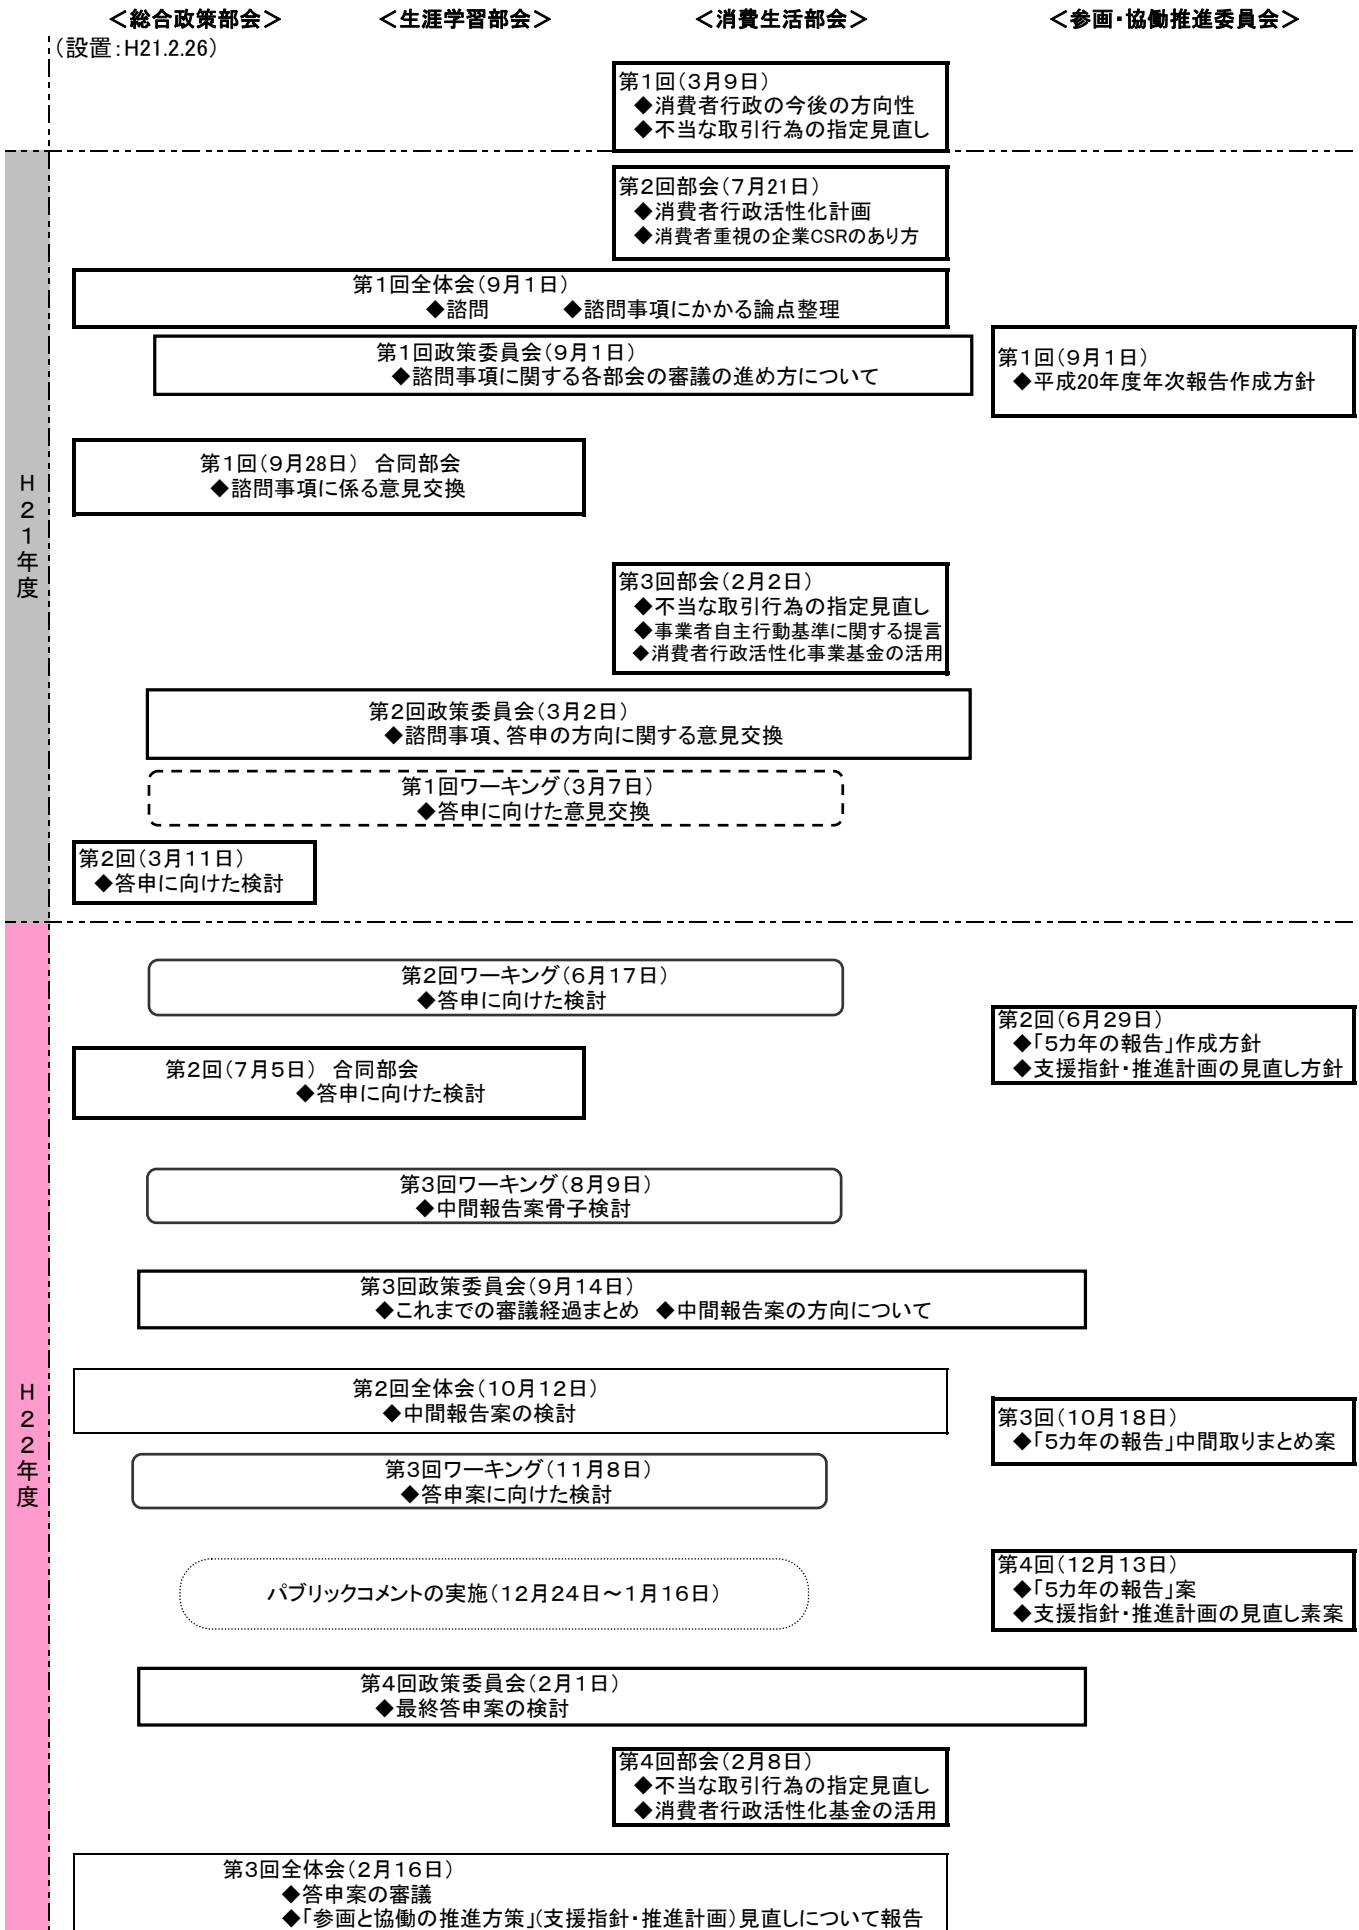 ＜総合政策部会＞　＜生涯学習部会＞　＜消費生活部会＞　＜参画・協働推進委員会＞
（設置：H21.2.26）
第１回（３月９日）
◆消費者行政の今後の方向性
◆不当な取引行為の指定見直し
H21年度
第２回部会（７月21日）
◆消費者行政活性化計画
◆消費者重視の企業CSRのあり方
第１回全体会（９月１日）
◆諮問　◆諮問事項にかかる論点整理
第１回政策委員会（９月１日）
◆諮問事項に関する各部会の審議の進め方について
第１回（９月１日）
◆平成20年度年次報告作成方針
第１回（９月28日）　合同部会
◆諮問事項に係る意見交換
第３回部会（２月２日）
◆不当な取引行為の指定見直し
◆事業者自主行動基準に関する提言
◆消費者行政活性化事業基金の活用
第２回政策委員会（３月２日）
◆諮問事項、答申の方向に関する意見交換
第１回ワーキング（３月７日）
◆答申に向けた意見交換
第２回（３月１１日）
◆答申に向けた検討
H２２年度
第２回ワーキング（６月１７日）
◆答申に向けた検討
第２回（６月２９日）
◆「５カ年の報告」作成方針
◆支援指針・推進計画の見直し方針
第２回（７月５日）　合同部会
◆答申に向けた検討
第３回ワーキング（８月９日）
◆中間報告案骨子検討
第３回政策委員会（９月１４日）
◆これまでの審議経過まとめ　◆中間報告案の方向について
第２回全体会（１０月１２日）
◆中間報告案の検討
第３回（１０月１８日）
◆「５カ年の報告」中間取りまとめ案
第３回ワーキング（１１月８日）
◆答申案に向けた検討
パブリックコメントの実施（１２月２４日～１月１６日）
第４回（１２月１３日）
◆「５カ年の報告」案
◆支援指針・推進計画の見直し素案
第４回政策委員会（２月１日）
◆最終答申案の検討
第４回部会（２月８日）
◆不当な取引行為の指定見直し
◆消費者行政活性化基金の活用
第３回全体会（２月１６日）
◆答申案の審議
◆「参画と協働の推進方策」（支援指針・推進計画）見直しについて報告